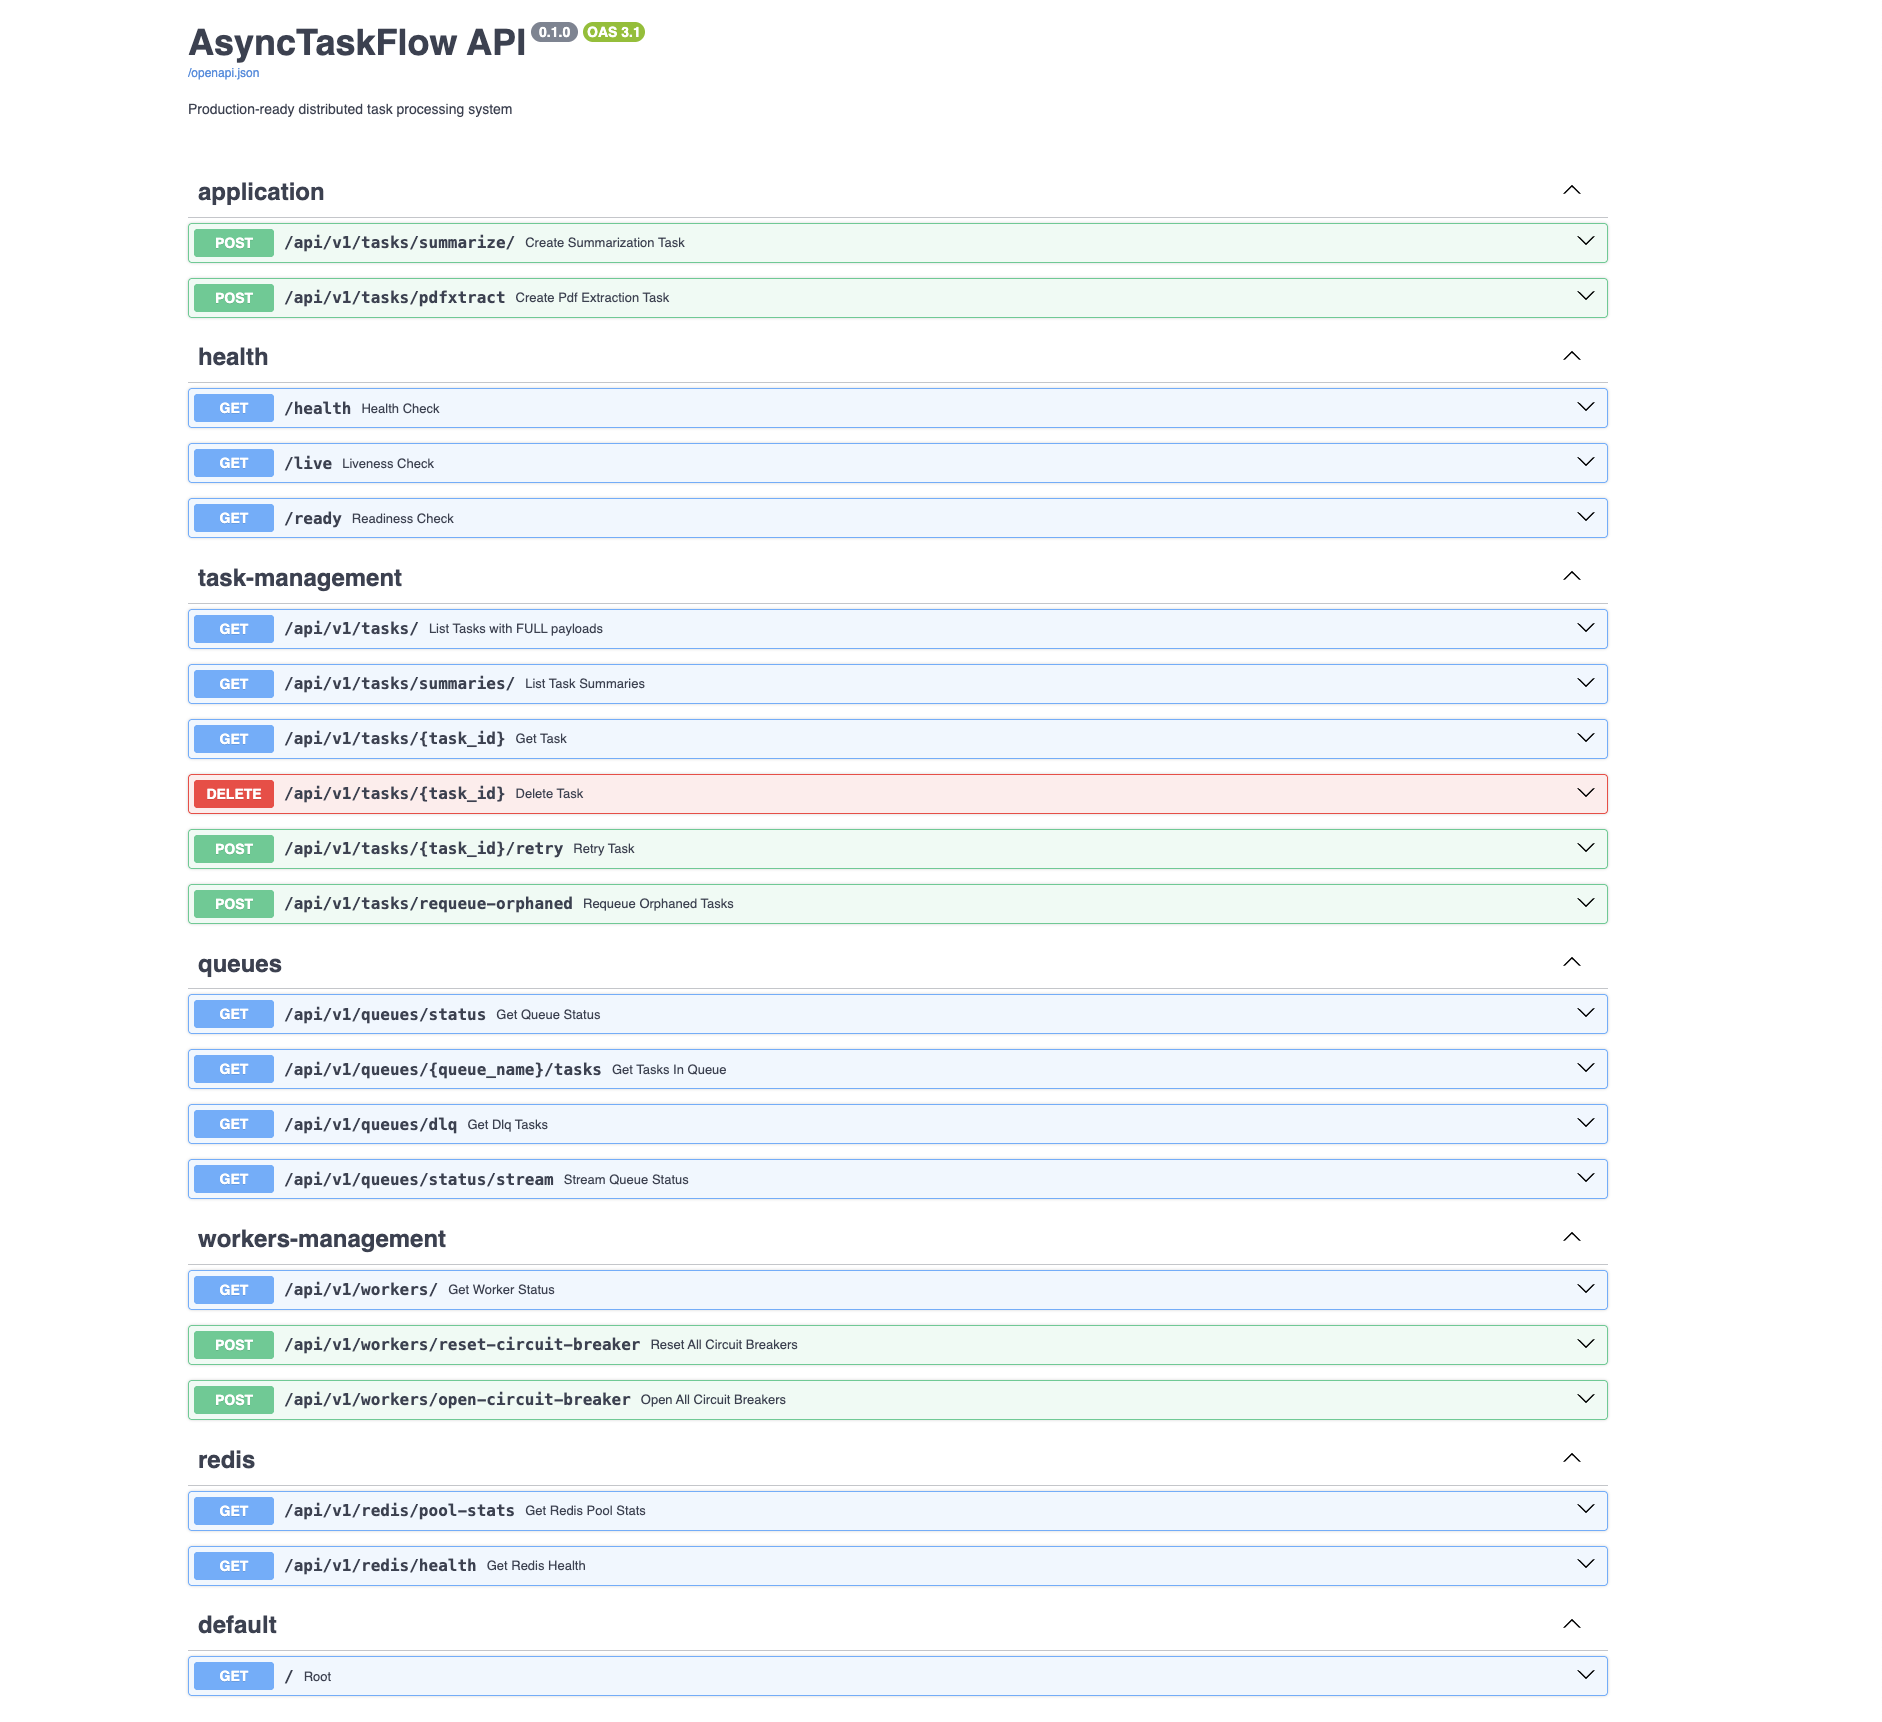 AsyncTaskFlow API 0.1.0 OAS 3.1
/openapi.json
Production-ready distributed task processing system
application
POST /api/v1/tasks/summarize/ Create Summarization Task
POST /api/v1/tasks/pdfxtract Create Pdf Extraction Task
health
GET /health Health Check
GET /live Liveness Check
GET /ready Readiness Check
task-management
GET /api/v1/tasks/ List Tasks with FULL payloads
GET /api/v1/tasks/summaries/ List Task Summaries
GET /api/v1/tasks/{task_id} Get Task
DELETE /api/v1/tasks/{task_id} Delete Task
POST /api/v1/tasks/{task_id}/retry Retry Task
POST /api/v1/tasks/requeue-orphaned Requeue Orphaned Tasks
queues
GET /api/v1/queues/status Get Queue Status
GET /api/v1/queues/{queue_name}/tasks Get Tasks In Queue
GET /api/v1/queues/dlq Get Dlq Tasks
GET /api/v1/queues/status/stream Stream Queue Status
workers-management
GET /api/v1/workers/ Get Worker Status
POST /api/v1/workers/reset-circuit-breaker Reset All Circuit Breakers
POST /api/v1/workers/open-circuit-breaker Open All Circuit Breakers
redis
GET /api/v1/redis/pool-stats Get Redis Pool Stats
GET /api/v1/redis/health Get Redis Health
default
GET / Root